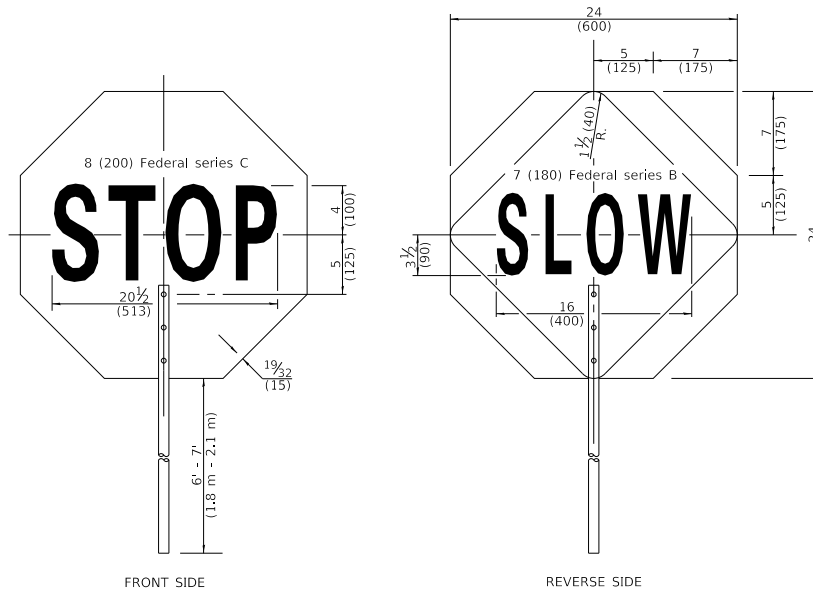 24
(600)
5
(125)
7
(175)
8 (200) Federal series C
STOP
4
(100)
5
(125)
20½
(513)
19/32
(15)
6' - 7'
(1.8 m - 2.1 m)
FRONT SIDE
1½ (40)
R.
7
(175)
7 (180) Federal series B
SLOW
5
(125)
3½
(90)
16
(400)
REVERSE SIDE